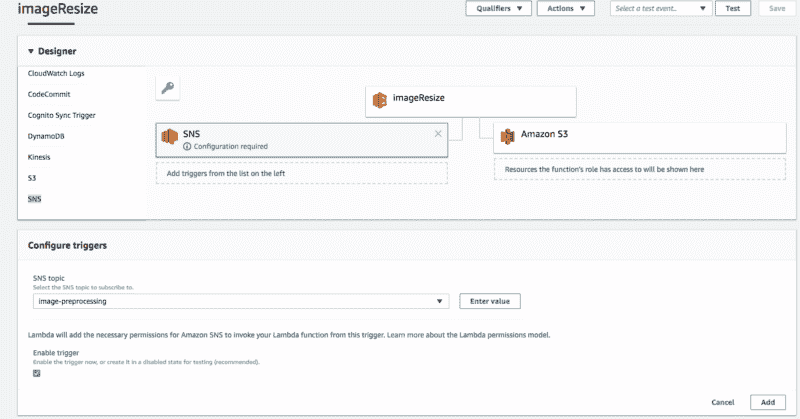 imageResize
Qualifiers
Actions
Select a test event..
Test
Save
Designer
CloudWatch Logs
CodeCommit
Cognito Sync Trigger
DynamoDB
Kinesis
S3
SNS
imageResize
SNS
Configuration required
Add triggers from the list on the left
Amazon S3
Resources the function's role has access to will be shown here
Configure triggers
SNS topic
Select the SNS topic to subscribe to.
image-preprocessing
Enter value
Lambda will add the necessary permissions for Amazon SNS to invoke your Lambda function from this trigger. Learn more about the Lambda permissions model.
Enable trigger
Enable the trigger now, or create it in a disabled state for testing (recommended).
Cancel
Add